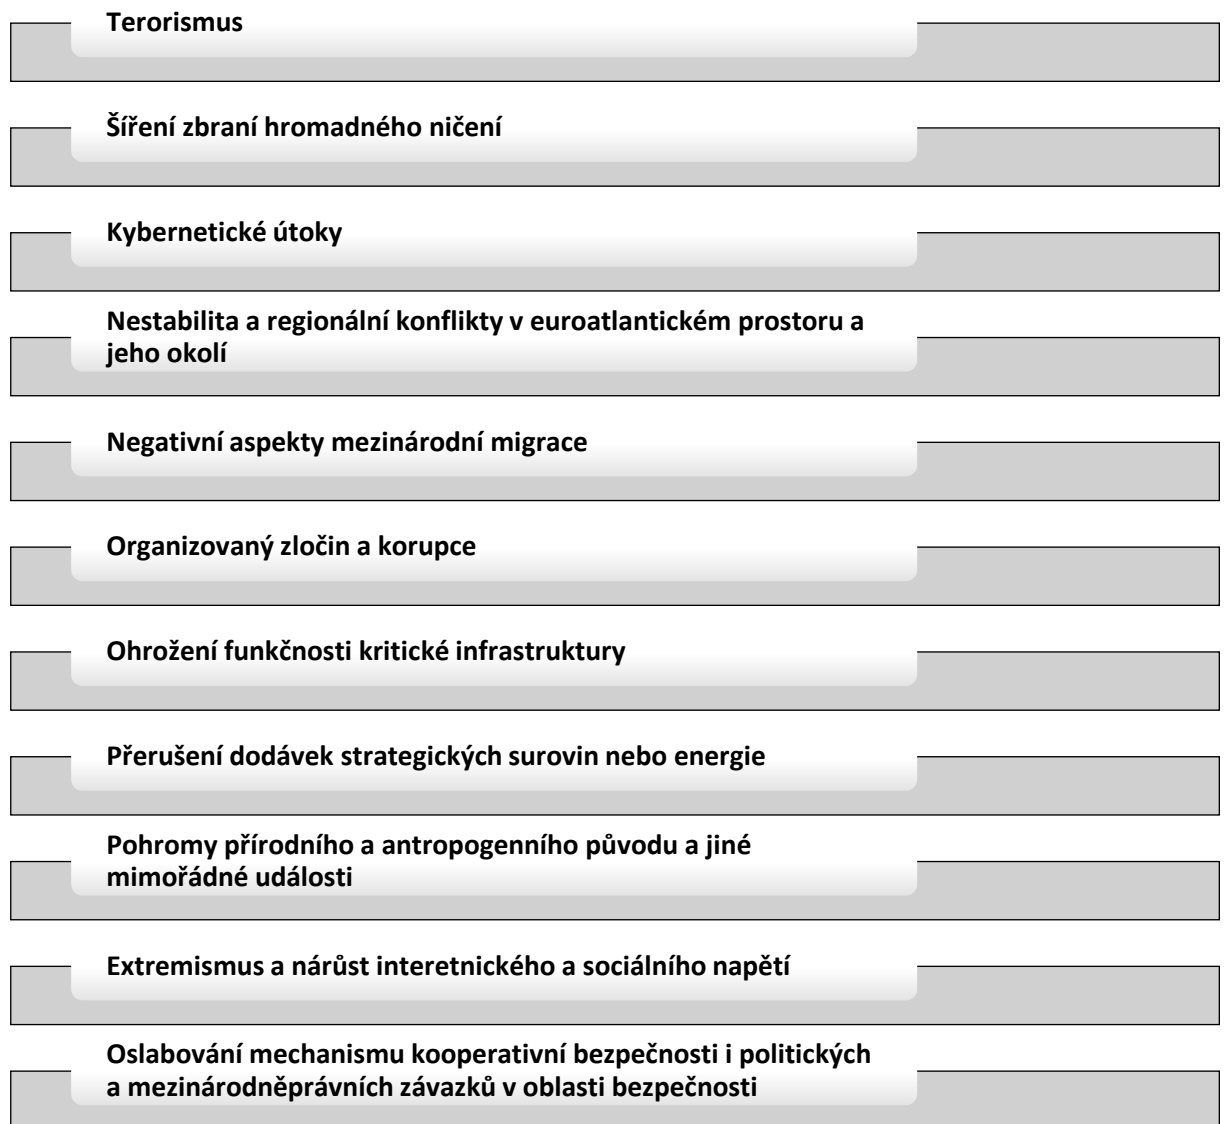 Terorismus
Šíření zbraní hromadného ničení
Kybernetické útoky
Nestabilita a regionální konflikty v euroatlantickém prostoru a
jeho okolí
Negativní aspekty mezinárodní migrace
Organizovaný zločin a korupce
Ohrožení funkčnosti kritické infrastruktury
Přerušení dodávek strategických surovin nebo energie
Pohromy přírodního a antropogenního původu a jiné
mimořádné události
Extremismus a nárůst interetnického a sociálního napětí
Oslabování mechanismu kooperativní bezpečnosti i politických
a mezinárodněprávních závazků v oblasti bezpečnosti